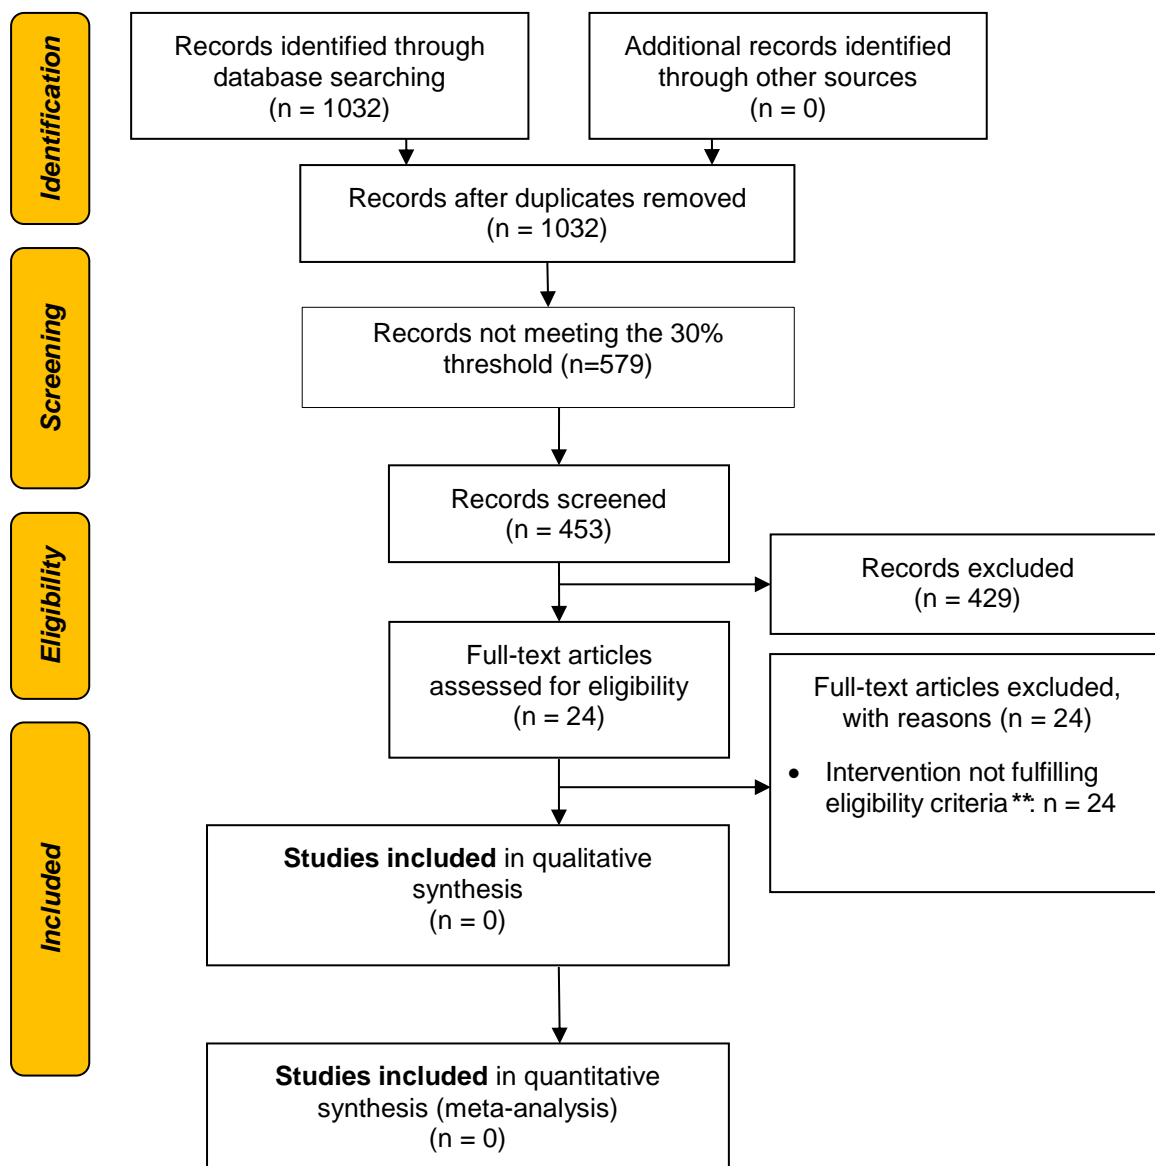 Identification
Records identified through
database searching
(n = 1032)
Additional records identified
through other sources
(n = 0)
Records after duplicates removed
(n = 1032)
Screening
Records not meeting the 30%
threshold (n=579)
Records screened
(n = 453)
Eligibility
Records excluded
(n = 429)
Full-text articles
assessed for eligibility
(n = 24)
Full-text articles excluded,
with reasons (n = 24)
• Intervention not fulfilling
eligibility criteria **: n = 24
Included
Studies included in qualitative
synthesis
(n = 0)
Studies included in quantitative
synthesis (meta-analysis)
(n = 0)